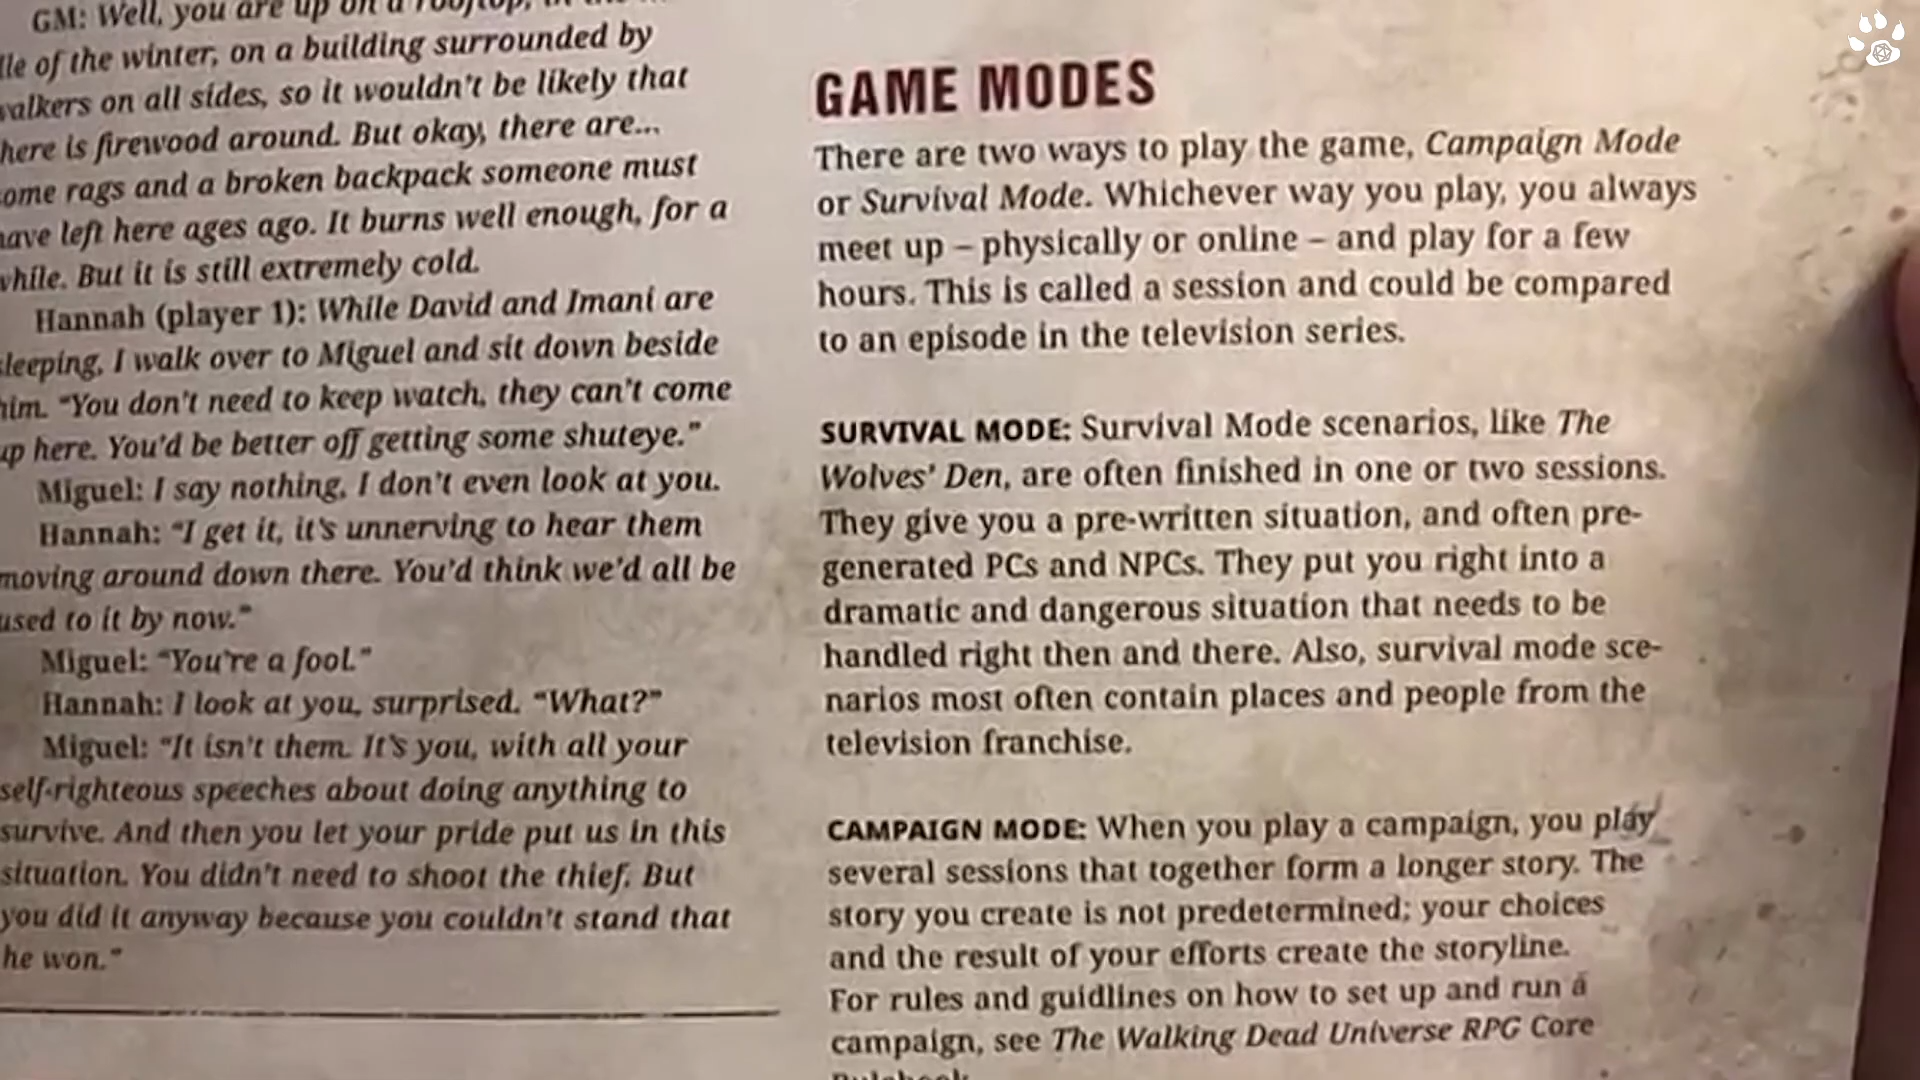 GM: Well, you are up on a rooftop, in the
of the winter, on a building surrounded by
walkers on all sides, so it wouldn't be likely that
here is firewood around. But okay, there are...
ome rags and a broken backpack someone must
have left here ages ago. It burns well enough, for a
while. But it is still extremely cold.
Hannah (player 1): While David and Imani are
sleeping, I walk over to Miguel and sit down beside
him. “You don't need to keep watch, they can't come
up here. You'd be better off getting some shuteye.”
Miguel: I say nothing, I don't even look at you.
Hannah: “I get it, it's unnerving to hear them
moving around down there. You'd think we'd all be
used to it by now.”
Miguel: “You're a fool.”
Hannah: I look at you, surprised. “What?”
Miguel: “It isn't them. It's you, with all your
self-righteous speeches about doing anything to
survive. And then you let your pride put us in this
situation. You didn't need to shoot the thief. But
you did it anyway because you couldn't stand that
he won.”
GAME MODES
There are two ways to play the game, Campaign Mode
or Survival Mode. Whichever way you play, you always
meet up – physically or online – and play for a few
hours. This is called a session and could be compared
to an episode in the television series.
SURVIVAL MODE: Survival Mode scenarios, like The
Wolves' Den, are often finished in one or two sessions.
They give you a pre-written situation, and often pre-
generated PCs and NPCs. They put you right into a
dramatic and dangerous situation that needs to be
handled right then and there. Also, survival mode sce-
narios most often contain places and people from the
television franchise.
CAMPAIGN MODE: When you play a campaign, you play
several sessions that together form a longer story. The
story you create is not predetermined; your choices
and the result of your efforts create the storyline.
For rules and guidlines on how to set up and run a
campaign, see The Walking Dead Universe RPG Core